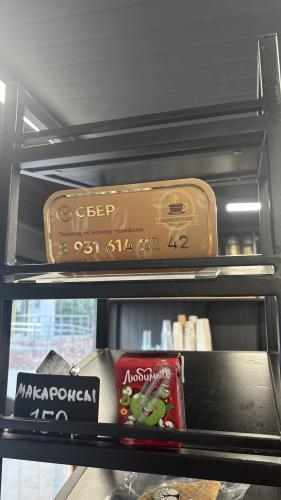 СБЕР
Перевод по номеру телефона:
8 931 614 22 42
Любимый
МАКАРОНСЫ
150